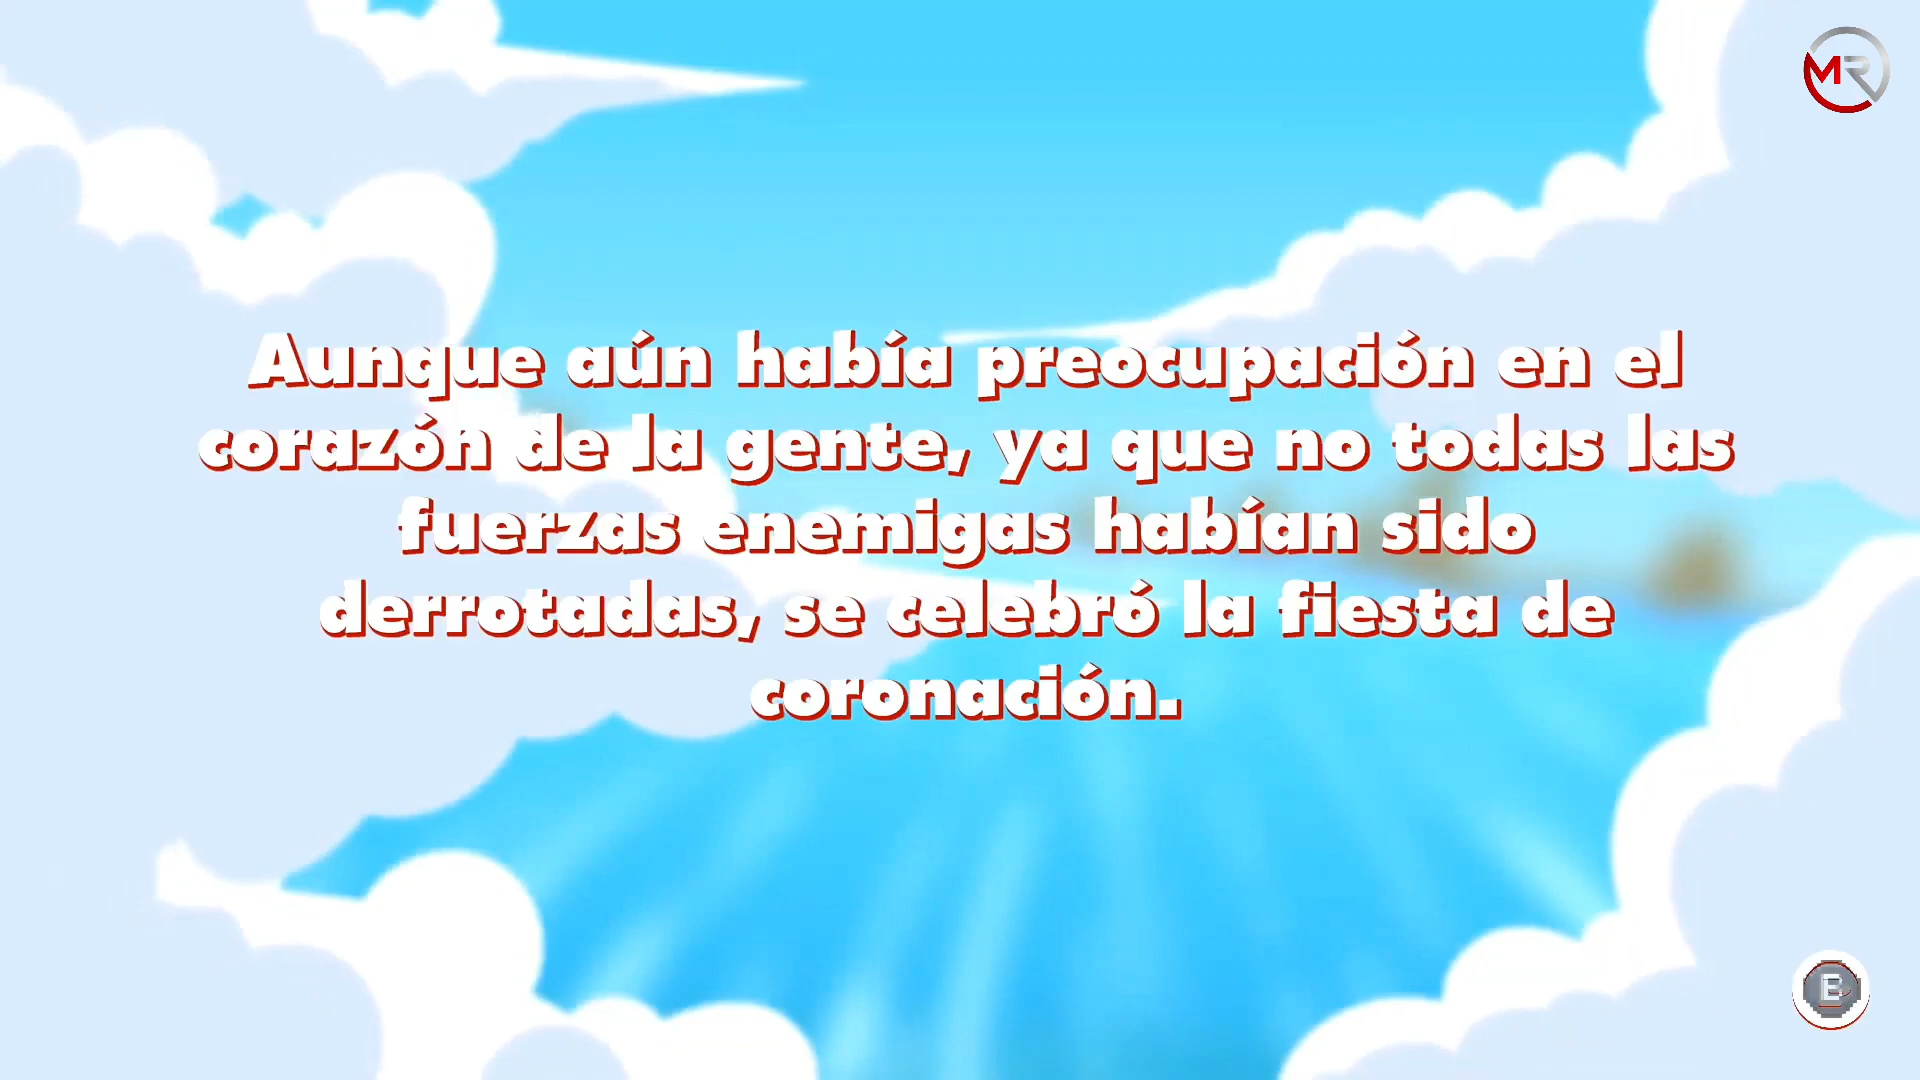 MR
Aunque aún había preocupación en el
corazón de la gente, ya que no todas las
fuerzas enemigas habían sido
derrotadas, se celebró la fiesta de
coronación.
B